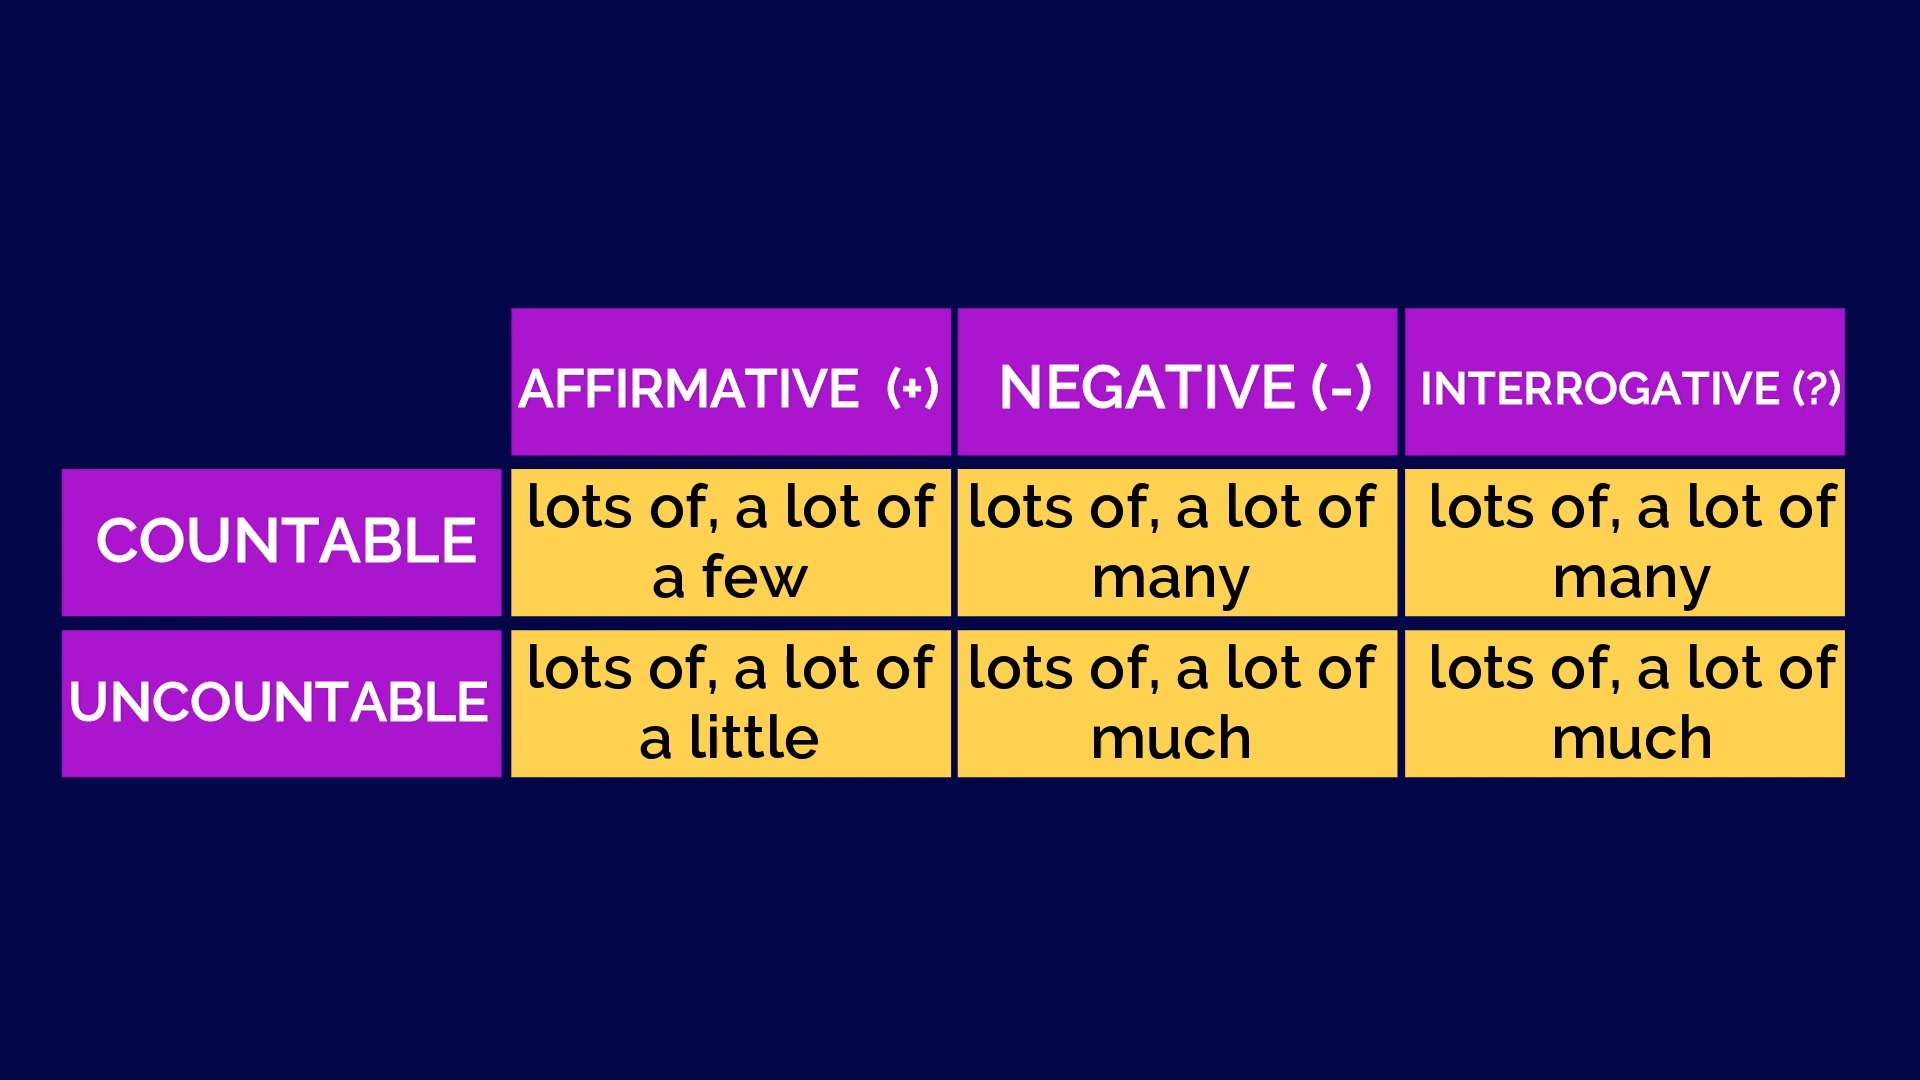 AFFIRMATIVE (+) NEGATIVE (-) INTERROGATIVE (?)
COUNTABLE
lots of, a lot of
a few
lots of, a lot of
many
lots of, a lot of
many
UNCOUNTABLE
lots of, a lot of
a little
lots of, a lot of
much
lots of, a lot of
much